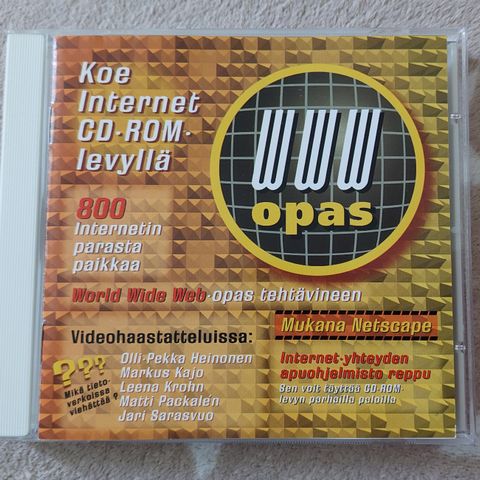 Koe
Internet
CD-ROM-
levyllä
WWW
opas
800
Internetin
parasta
paikkaa
World Wide Web-opas tehtävineen
Videohaastatteluissa:
???
Mikä tieto-
verkoissa
viehättää?
Olli-Pekka Heinonen
Markus Kajo
Leena Krohn
Matti Packalén
Jari Sarasvuo
Mukana Netscape
Internet-yhteyden
apuohjelmisto reppu
Sen voit täyttää CD-ROM-
levyn parhailla paloilla